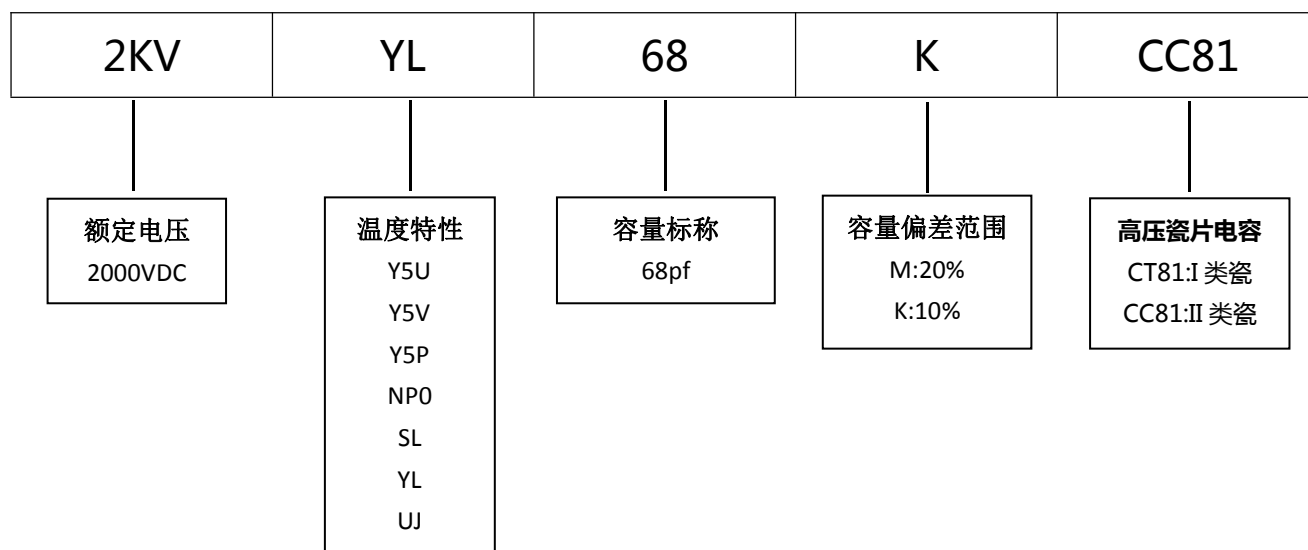 2KV YL 68 K CC81
额定电压
2000VDC
温度特性
Y5U
Y5V
Y5P
NP0
SL
YL
UJ
容量标称
68pf
容量偏差范围
M:20%
K:10%
高压瓷片电容
CT81:I 类瓷
CC81:II 类瓷